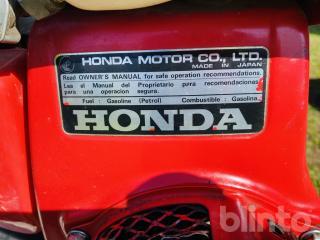 HONDA MOTOR CO., LTD.
MADE IN JAPAN
Read OWNER'S MANUAL for safe operation recommendations.
Lea el Manual del Proprietario para recomendaciones
para una operacion segura.
Fuel : Gasoline (Petrol) Combustible : Gasolina
HONDA
blinto